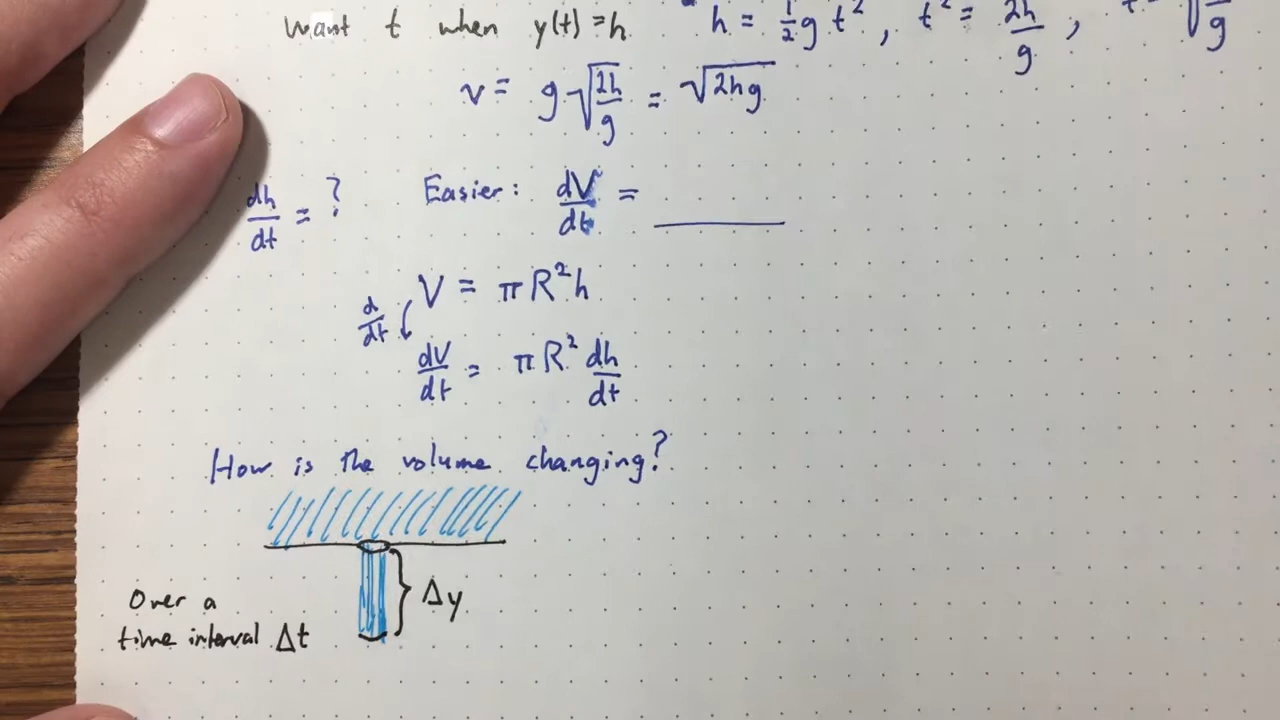 want t when y(t) = h h = ½ g t², t² = 2h/g, t = √2h/g
v = g √2h/g = √2hg
dh/dt = ? Easier: dV/dt = ______
V = πR²h
d/dt
dV/dt = πR² dh/dt
How is the volume changing?
Over a
time interval Δt
Δy